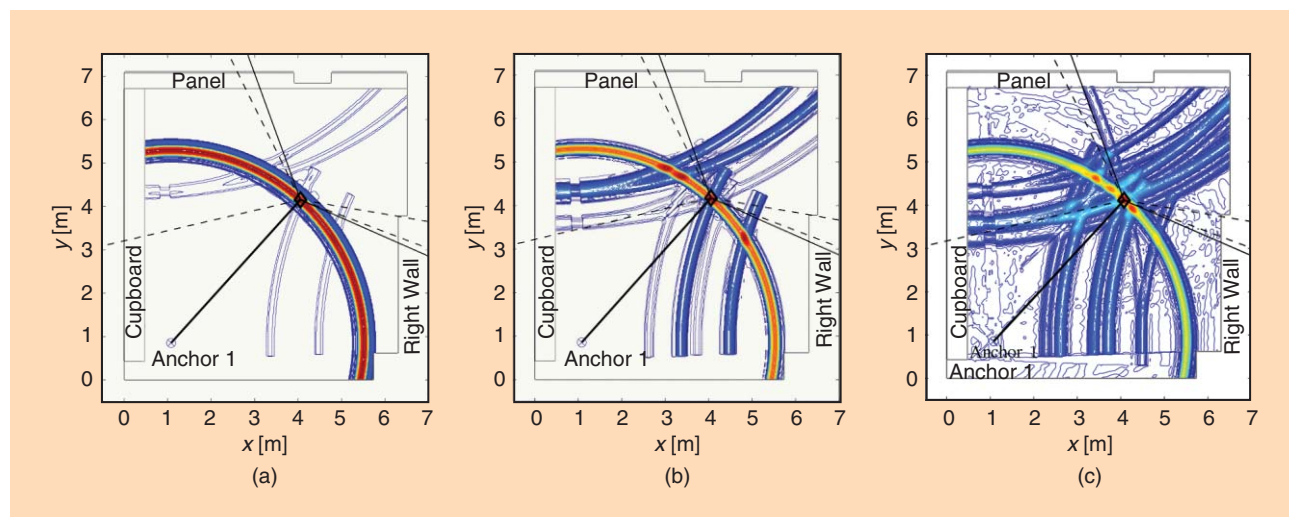 7
6
5
4
3
2
1
0
y [m]
Panel
Cupboard
Right Wall
Anchor 1
0 1 2 3 4 5 6 7
x [m]
(a)
7
6
5
4
3
2
1
0
y [m]
Panel
Cupboard
Right Wall
Anchor 1
0 1 2 3 4 5 6 7
x [m]
(b)
7
6
5
4
3
2
1
0
y [m]
Panel
Cupboard
Right Wall
Anchor 1
Anchor 1
0 1 2 3 4 5 6 7
x [m]
(c)